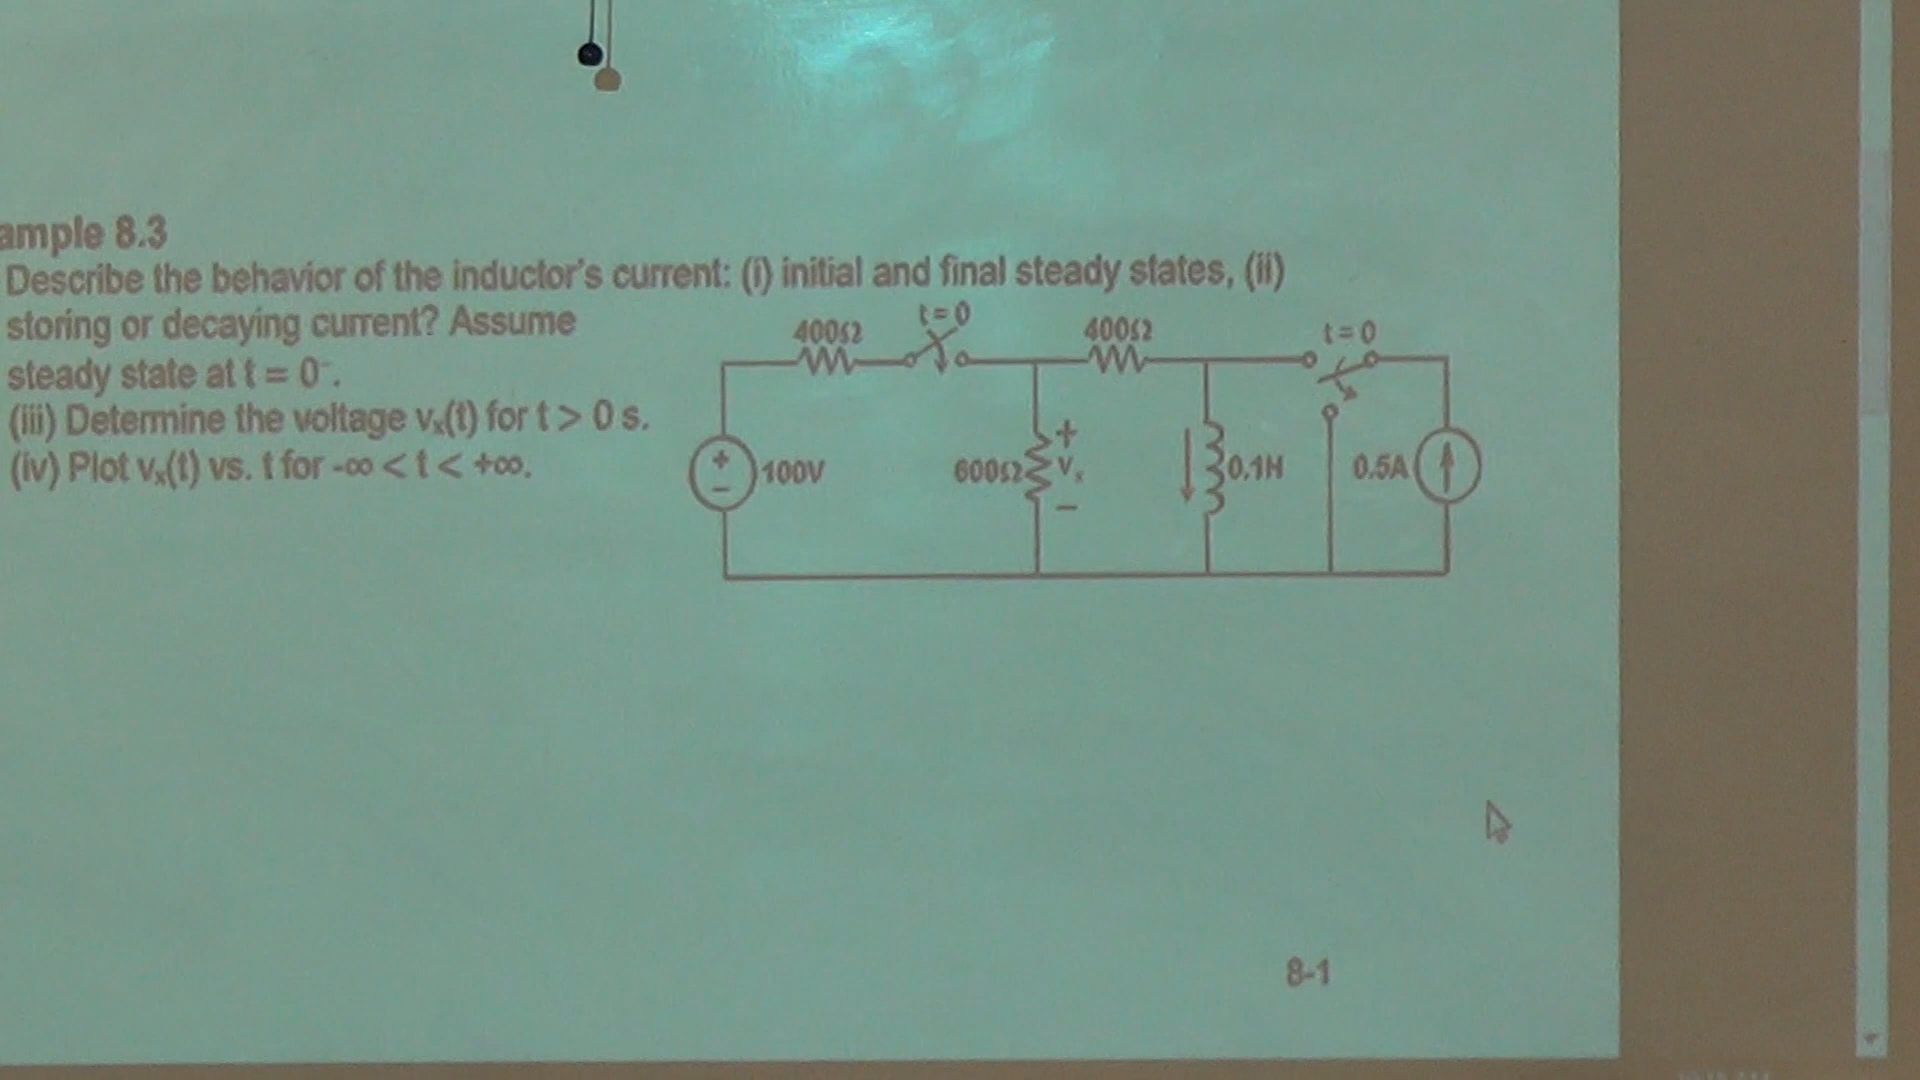 ample 8.3
Describe the behavior of the inductor's current: (i) initial and final steady states, (ii)
storing or decaying current? Assume
steady state at t = 0⁻.
(iii) Determine the voltage vₓ(t) for t > 0 s.
(iv) Plot vₓ(t) vs. t for -∞ < t < +∞.
400Ω
t = 0
400Ω
t = 0
+
−
100V
600Ω
+
vₓ
−
0.1H
0.5A
8-1